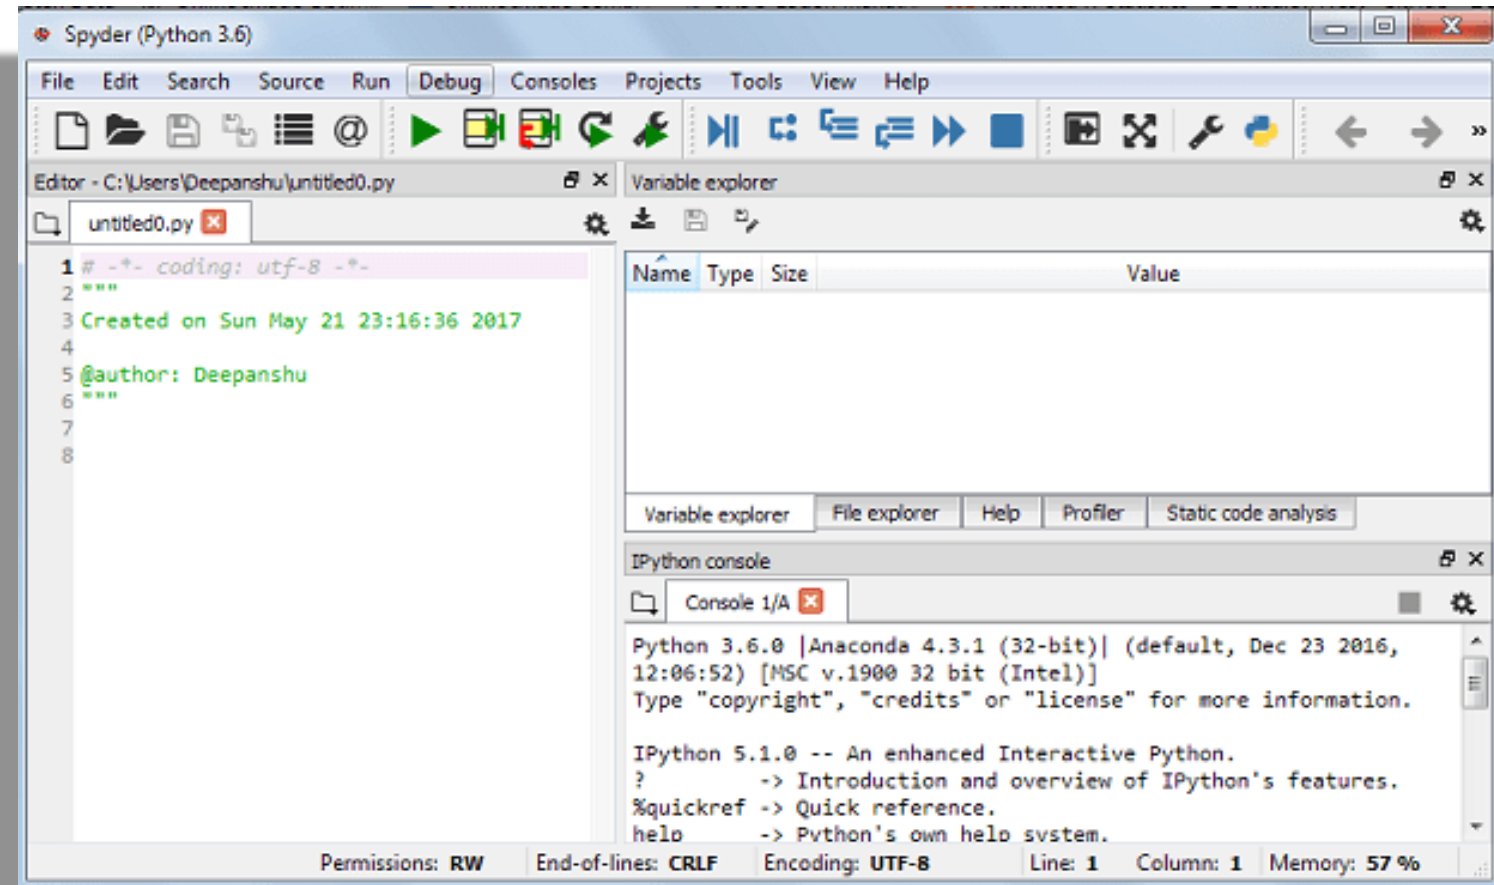 Spyder (Python 3.6)
File Edit Search Source Run Debug Consoles Projects Tools View Help
Editor - C:\Users\Deepanshu\untitled0.py
untitled0.py
1 # -*- coding: utf-8 -*-
2 """
3 Created on Sun May 21 23:16:36 2017
4
5 @author: Deepanshu
6 """
7
8
Variable explorer
Name Type Size Value
Variable explorer File explorer Help Profiler Static code analysis
IPython console
Console 1/A
Python 3.6.0 |Anaconda 4.3.1 (32-bit)| (default, Dec 23 2016,
12:06:52) [MSC v.1900 32 bit (Intel)]
Type "copyright", "credits" or "license" for more information.
IPython 5.1.0 -- An enhanced Interactive Python.
? -> Introduction and overview of IPython's features.
%quickref -> Quick reference.
help -> Python's own help system.
Permissions: RW End-of-lines: CRLF Encoding: UTF-8 Line: 1 Column: 1 Memory: 57 %